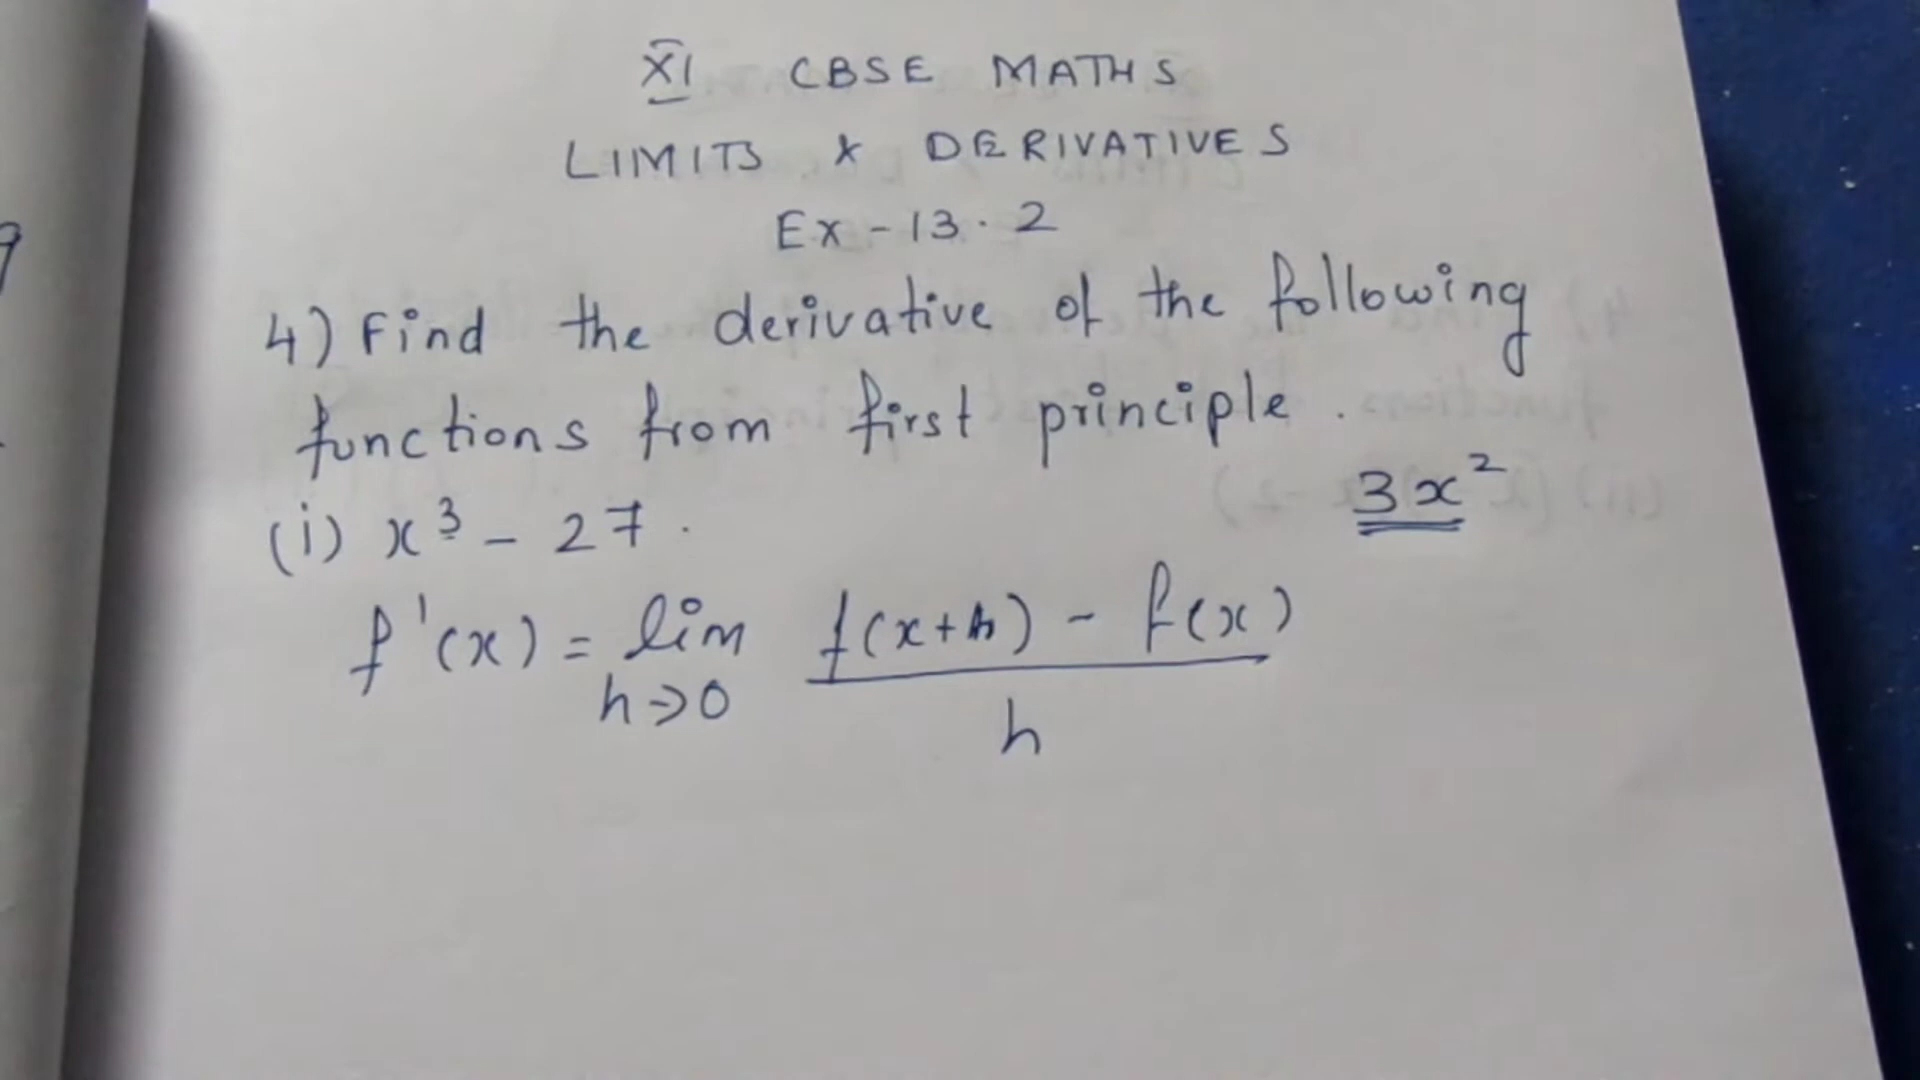 XI CBSE MATHS
LIMITS & DERIVATIVES
Ex-13.2
4) Find the derivative of the following
functions from first principle.
(i) x³ - 27.
3x²
f'(x) = lim f(x+h) - f(x)
h→0 h